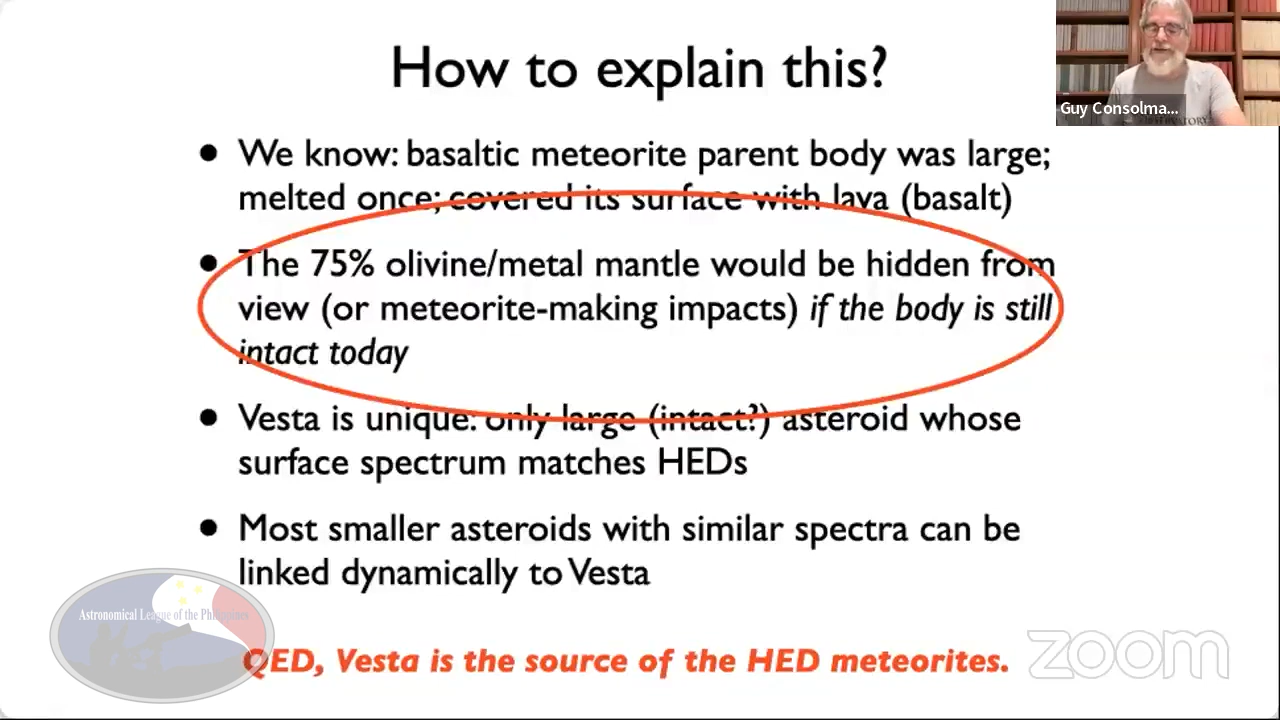 How to explain this?
Guy Consolma...
• We know: basaltic meteorite parent body was large;
melted once; covered its surface with lava (basalt)
• The 75% olivine/metal mantle would be hidden from
view (or meteorite-making impacts) if the body is still
intact today
• Vesta is unique: only large (intact?) asteroid whose
surface spectrum matches HEDs
• Most smaller asteroids with similar spectra can be
linked dynamically to Vesta
Astronomical League of the Philippines
QED, Vesta is the source of the HED meteorites.
zoom